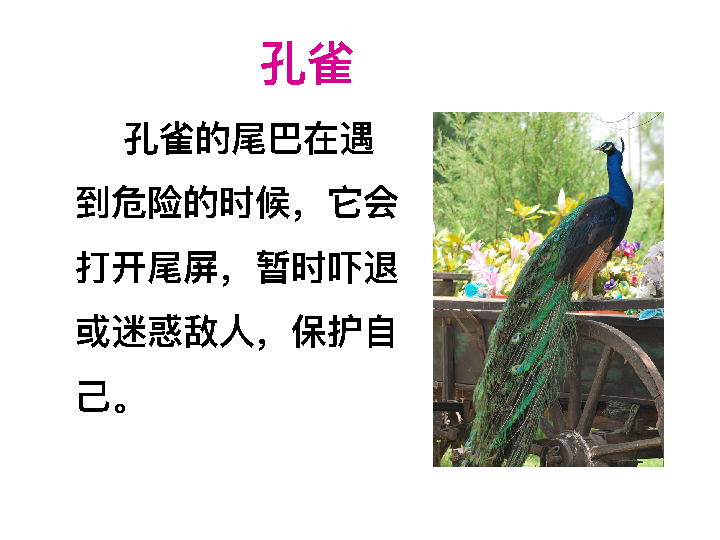 孔雀
孔雀的尾巴在遇
到危险的时候，它会
打开尾屏，暂时吓退
或迷惑敌人，保护自
己。